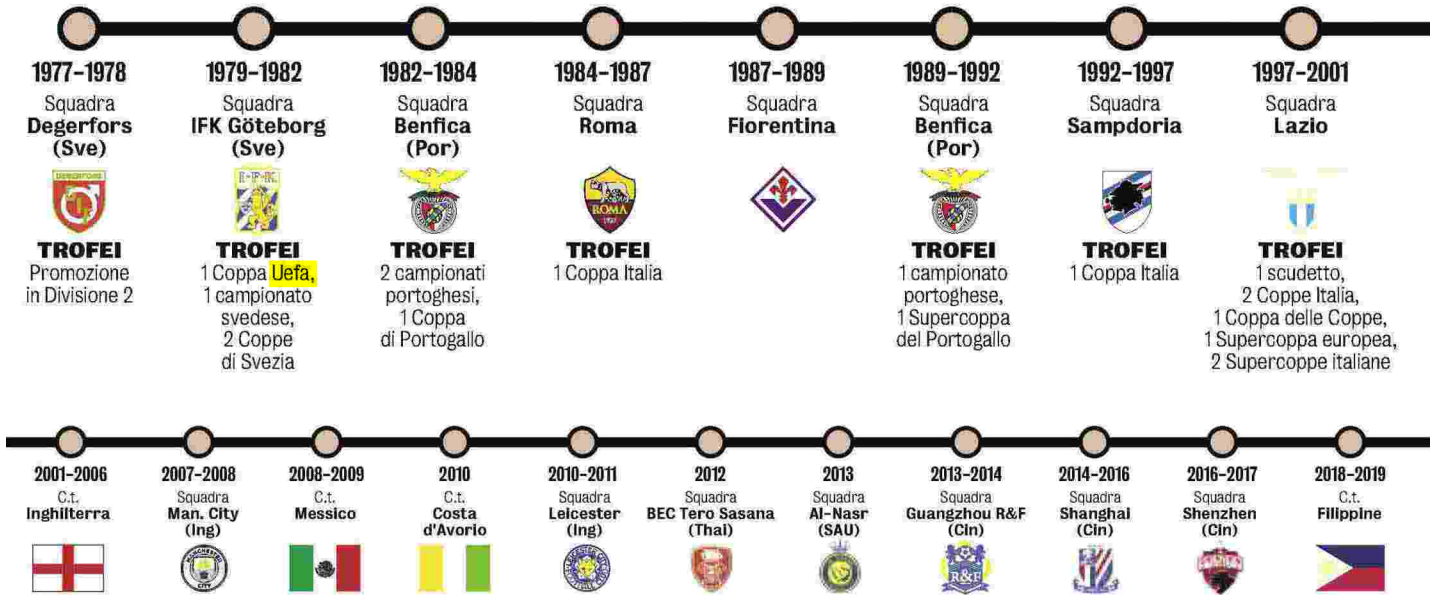 1977–1978
Squadra
Degerfors
(Sve)
DEGERFORS
TROFEI
Promozione
in Divisione 2
1979–1982
Squadra
IFK Göteborg
(Sve)
TROFEI
1 Coppa Uefa,
1 campionato
svedese,
2 Coppe
di Svezia
1982–1984
Squadra
Benfica
(Por)
TROFEI
2 campionati
portoghesi,
1 Coppa
di Portogallo
1984–1987
Squadra
Roma
ROMA
TROFEI
1 Coppa Italia
1987–1989
Squadra
Fiorentina
1989–1992
Squadra
Benfica
(Por)
TROFEI
1 campionato
portoghese,
1 Supercoppa
del Portogallo
1992–1997
Squadra
Sampdoria
TROFEI
1 Coppa Italia
1997–2001
Squadra
Lazio
TROFEI
1 scudetto,
2 Coppe Italia,
1 Coppa delle Coppe,
1 Supercoppa europea,
2 Supercoppe italiane
2001–2006
C.t.
Inghilterra
2007–2008
Squadra
Man. City
(Ing)
MANCHESTER
CITY
2008–2009
C.t.
Messico
2010
C.t.
Costa
d'Avorio
2010–2011
Squadra
Leicester
(Ing)
2012
Squadra
BEC Tero Sasana
(Thai)
2013
Squadra
Al-Nasr
(SAU)
2013–2014
Squadra
Guangzhou R&F
(Cin)
R&F
2014–2016
Squadra
Shanghai
(Cin)
2016–2017
Squadra
Shenzhen
(Cin)
2018–2019
C.t.
Filippine